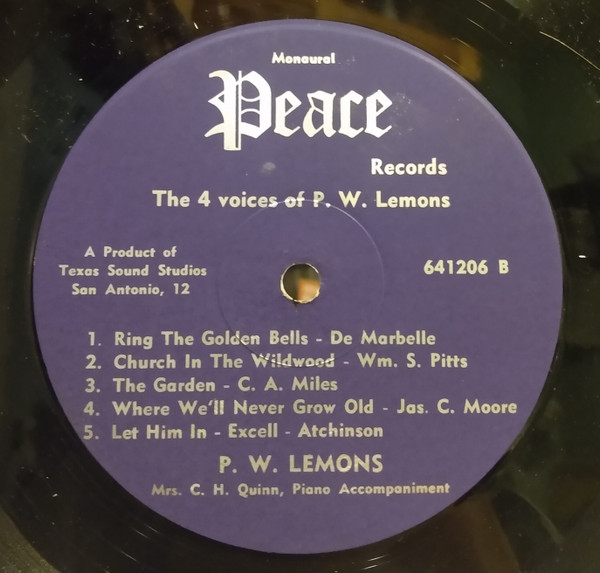 Monaural
Peace
Records
The 4 voices of P. W. Lemons
A Product of
Texas Sound Studios
San Antonio, 12
641206 B
1. Ring The Golden Bells - De Marbelle
2. Church In The Wildwood - Wm. S. Pitts
3. The Garden - C. A. Miles
4. Where We'll Never Grow Old - Jas. C. Moore
5. Let Him In - Excell - Atchinson
P. W. LEMONS
Mrs. C. H. Quinn, Piano Accompaniment